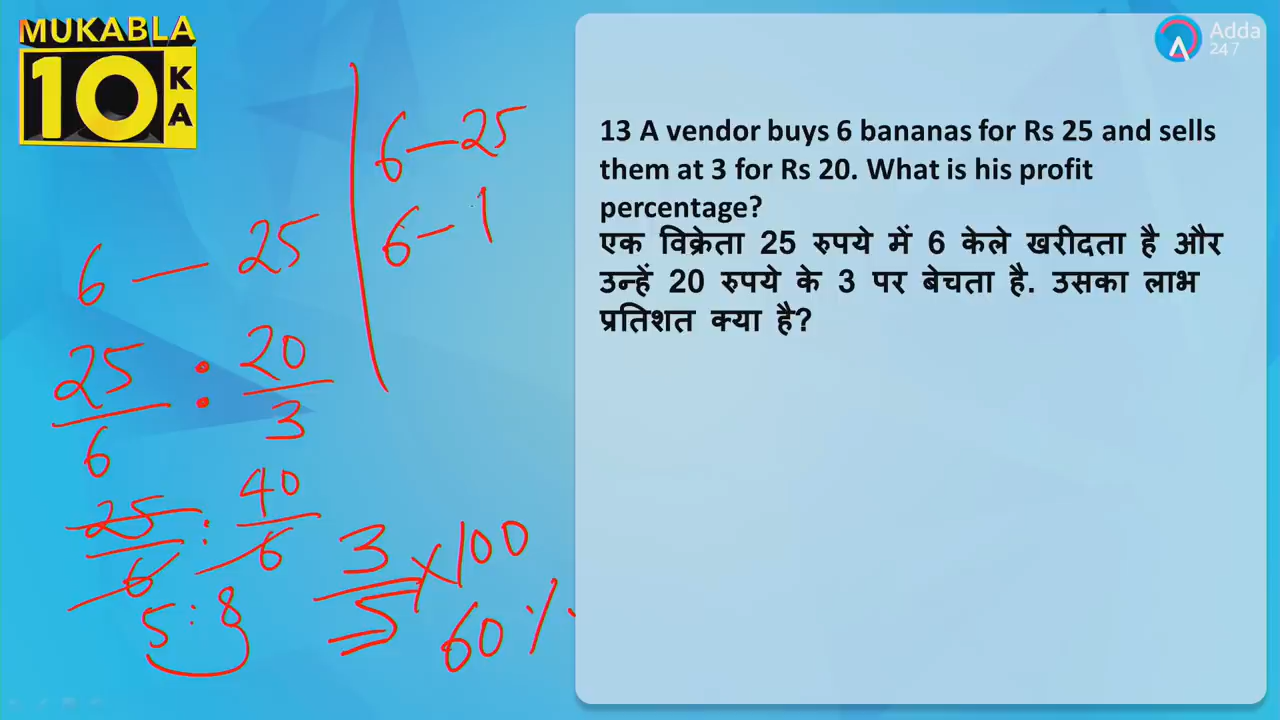 MUKABLA
10
KA
Adda
247
13 A vendor buys 6 bananas for Rs 25 and sells
them at 3 for Rs 20. What is his profit
percentage?
एक विक्रेता 25 रुपये में 6 केले खरीदता है और
उन्हें 20 रुपये के 3 पर बेचता है. उसका लाभ
प्रतिशत क्या है?
6 — 25
25/6 : 20/3
25/6 : 40/6
5 : 8
3/5 × 100
60%
6 — 25
6 — 1